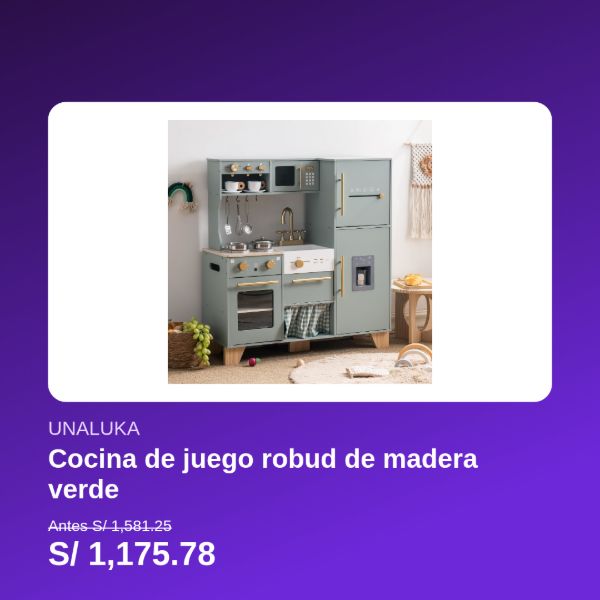 UNALUKA
Cocina de juego robud de madera
verde
Antes S/ 1,581.25
S/ 1,175.78